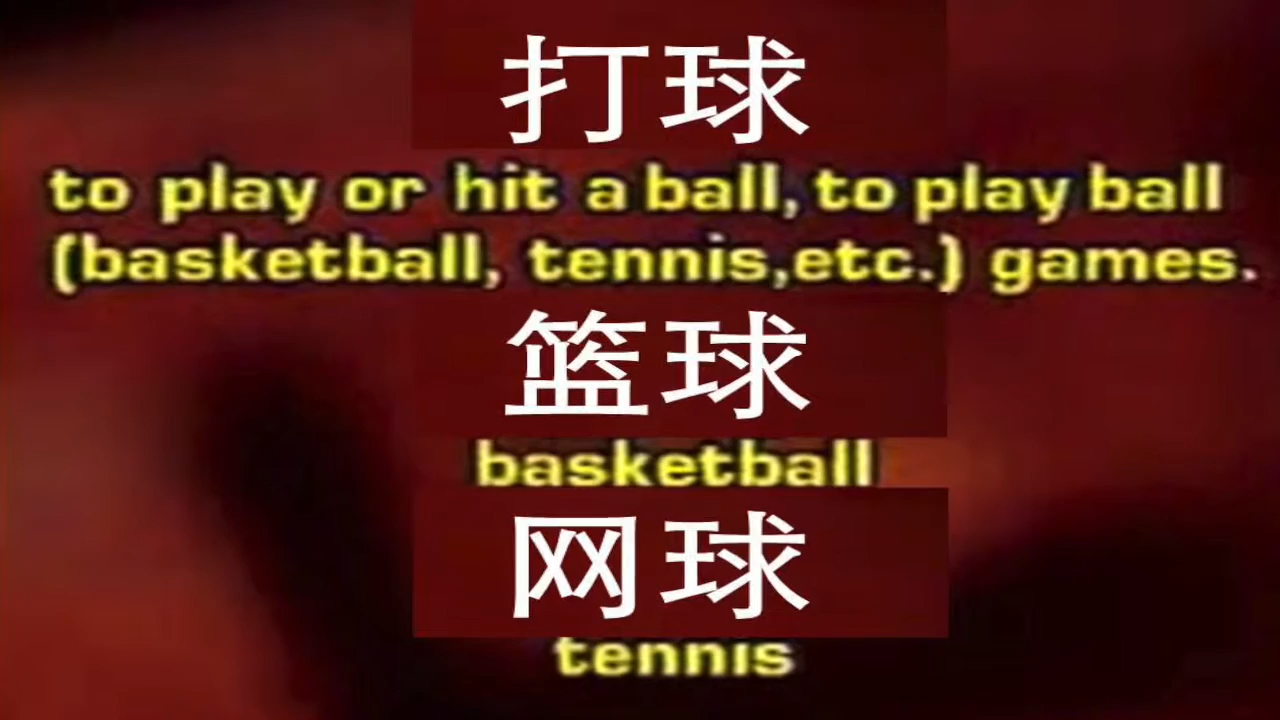 打球
to play or hit a ball, to play ball
(basketball, tennis,etc.) games.
篮球
basketball
网球
tennis